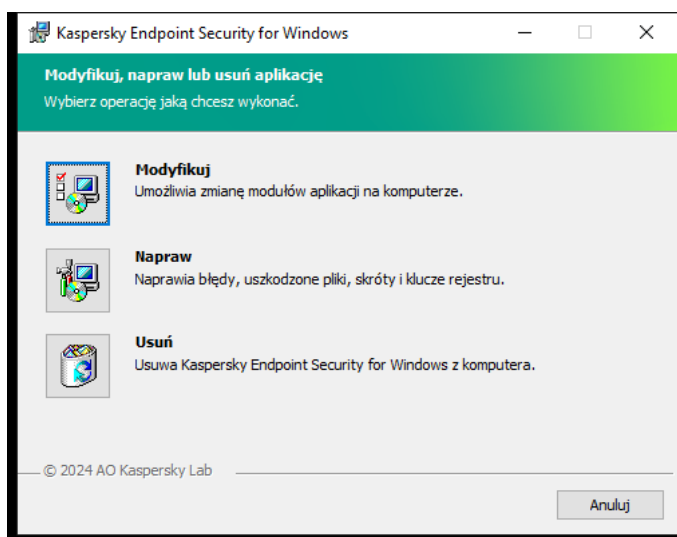 Kaspersky Endpoint Security for Windows
Modyfikuj, napraw lub usuń aplikację
Wybierz operację jaką chcesz wykonać.
Modyfikuj
Umożliwia zmianę modułów aplikacji na komputerze.
Napraw
Naprawia błędy, uszkodzone pliki, skróty i klucze rejestru.
Usuń
Usuwa Kaspersky Endpoint Security for Windows z komputera.
© 2024 AO Kaspersky Lab
Anuluj